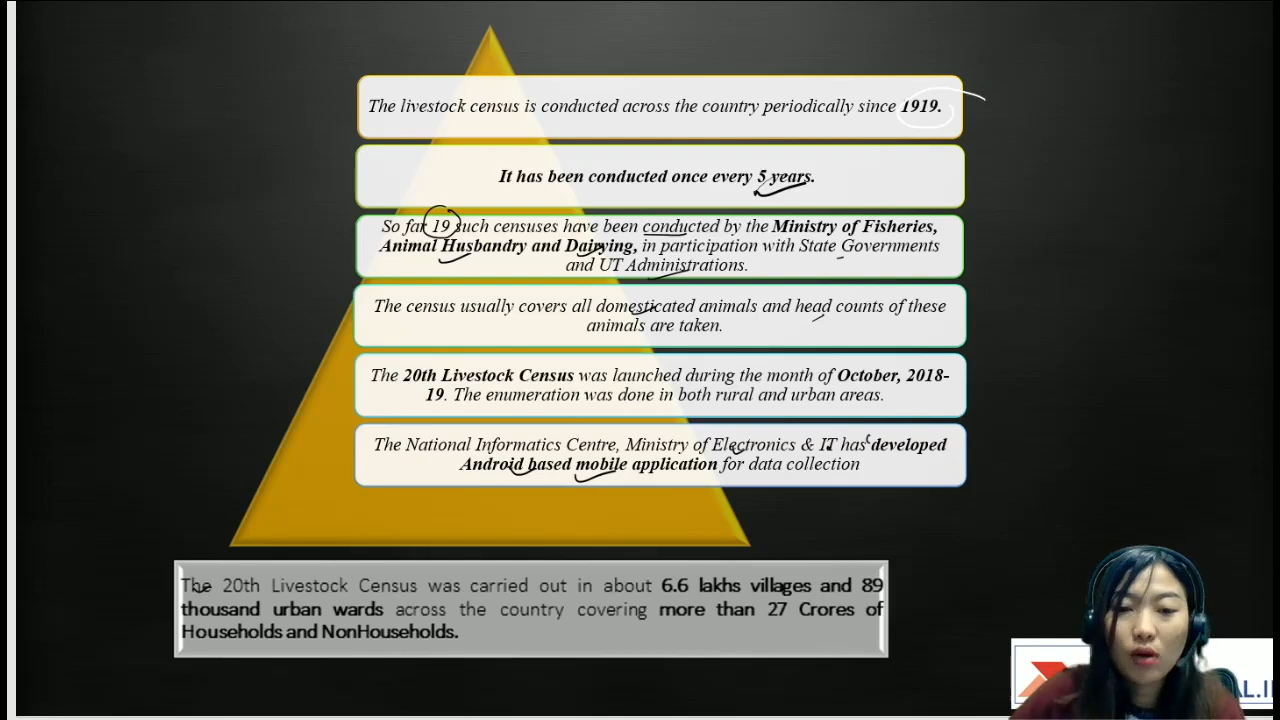 The livestock census is conducted across the country periodically since 1919.
It has been conducted once every 5 years.
So far 19 such censuses have been conducted by the Ministry of Fisheries,
Animal Husbandry and Dairying, in participation with State Governments
and UT Administrations.
The census usually covers all domesticated animals and head counts of these
animals are taken.
The 20th Livestock Census was launched during the month of October, 2018-
19. The enumeration was done in both rural and urban areas.
The National Informatics Centre, Ministry of Electronics & IT has developed
Android based mobile application for data collection
The 20th Livestock Census was carried out in about 6.6 lakhs villages and 89
thousand urban wards across the country covering more than 27 Crores of
Households and NonHouseholds.